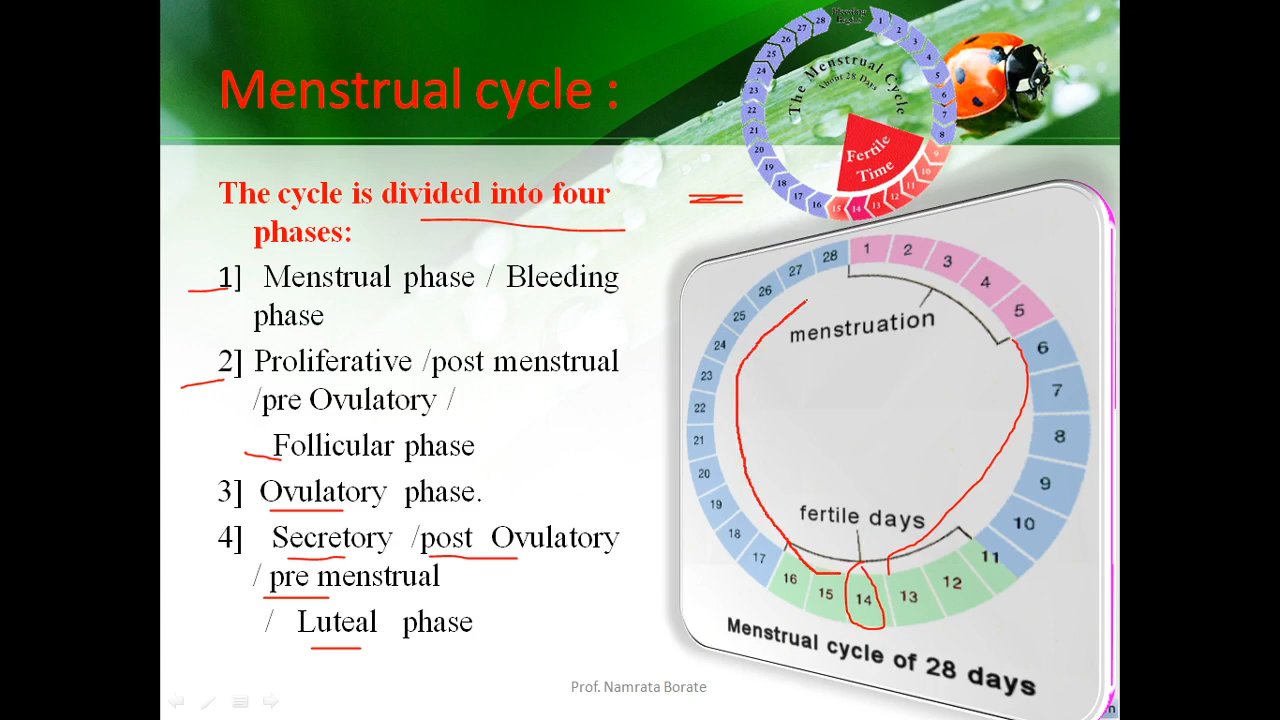 Menstrual cycle :
The cycle is divided into four
phases:
1] Menstrual phase / Bleeding
phase
2] Proliferative /post menstrual
/pre Ovulatory /
Follicular phase
3] Ovulatory phase.
4] Secretory /post Ovulatory
/ pre menstrual
/ Luteal phase
Prof. Namrata Borate
Bleeding
Begins
1 2 3 4 5 6 7 8 9 10 11 12 13 14 15 16 17 18 19 20 21 22 23 24 25 26 27 28
The Menstrual Cycle
About 28 Days
Fertile
Time
1 2 3 4 5 6 7 8 9 10 11 12 13 14 15 16 17 18 19 20 21 22 23 24 25 26 27 28
menstruation
fertile days
Menstrual cycle of 28 days